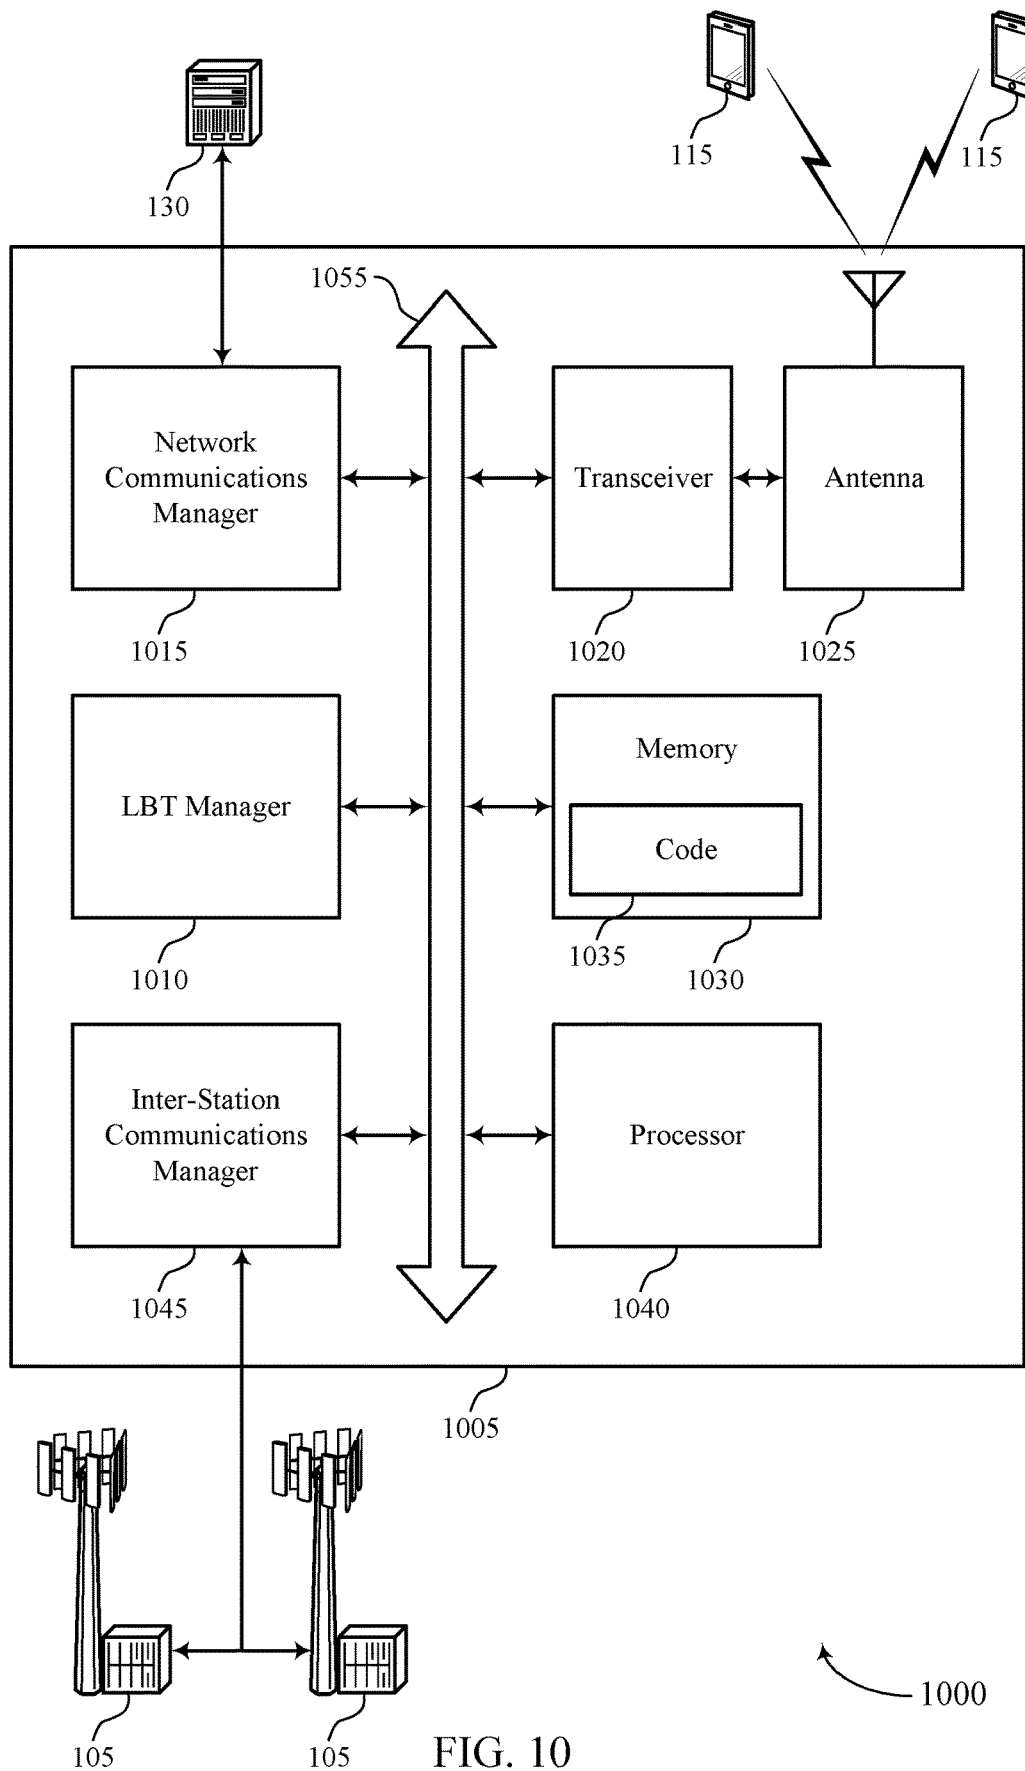 115
115
130
1055
Network
Communications
Manager
Transceiver
Antenna
1015
1020
1025
LBT Manager
Memory
Code
1010
1035
1030
Inter-Station
Communications
Manager
Processor
1045
1040
1005
1000
105
105
FIG. 10